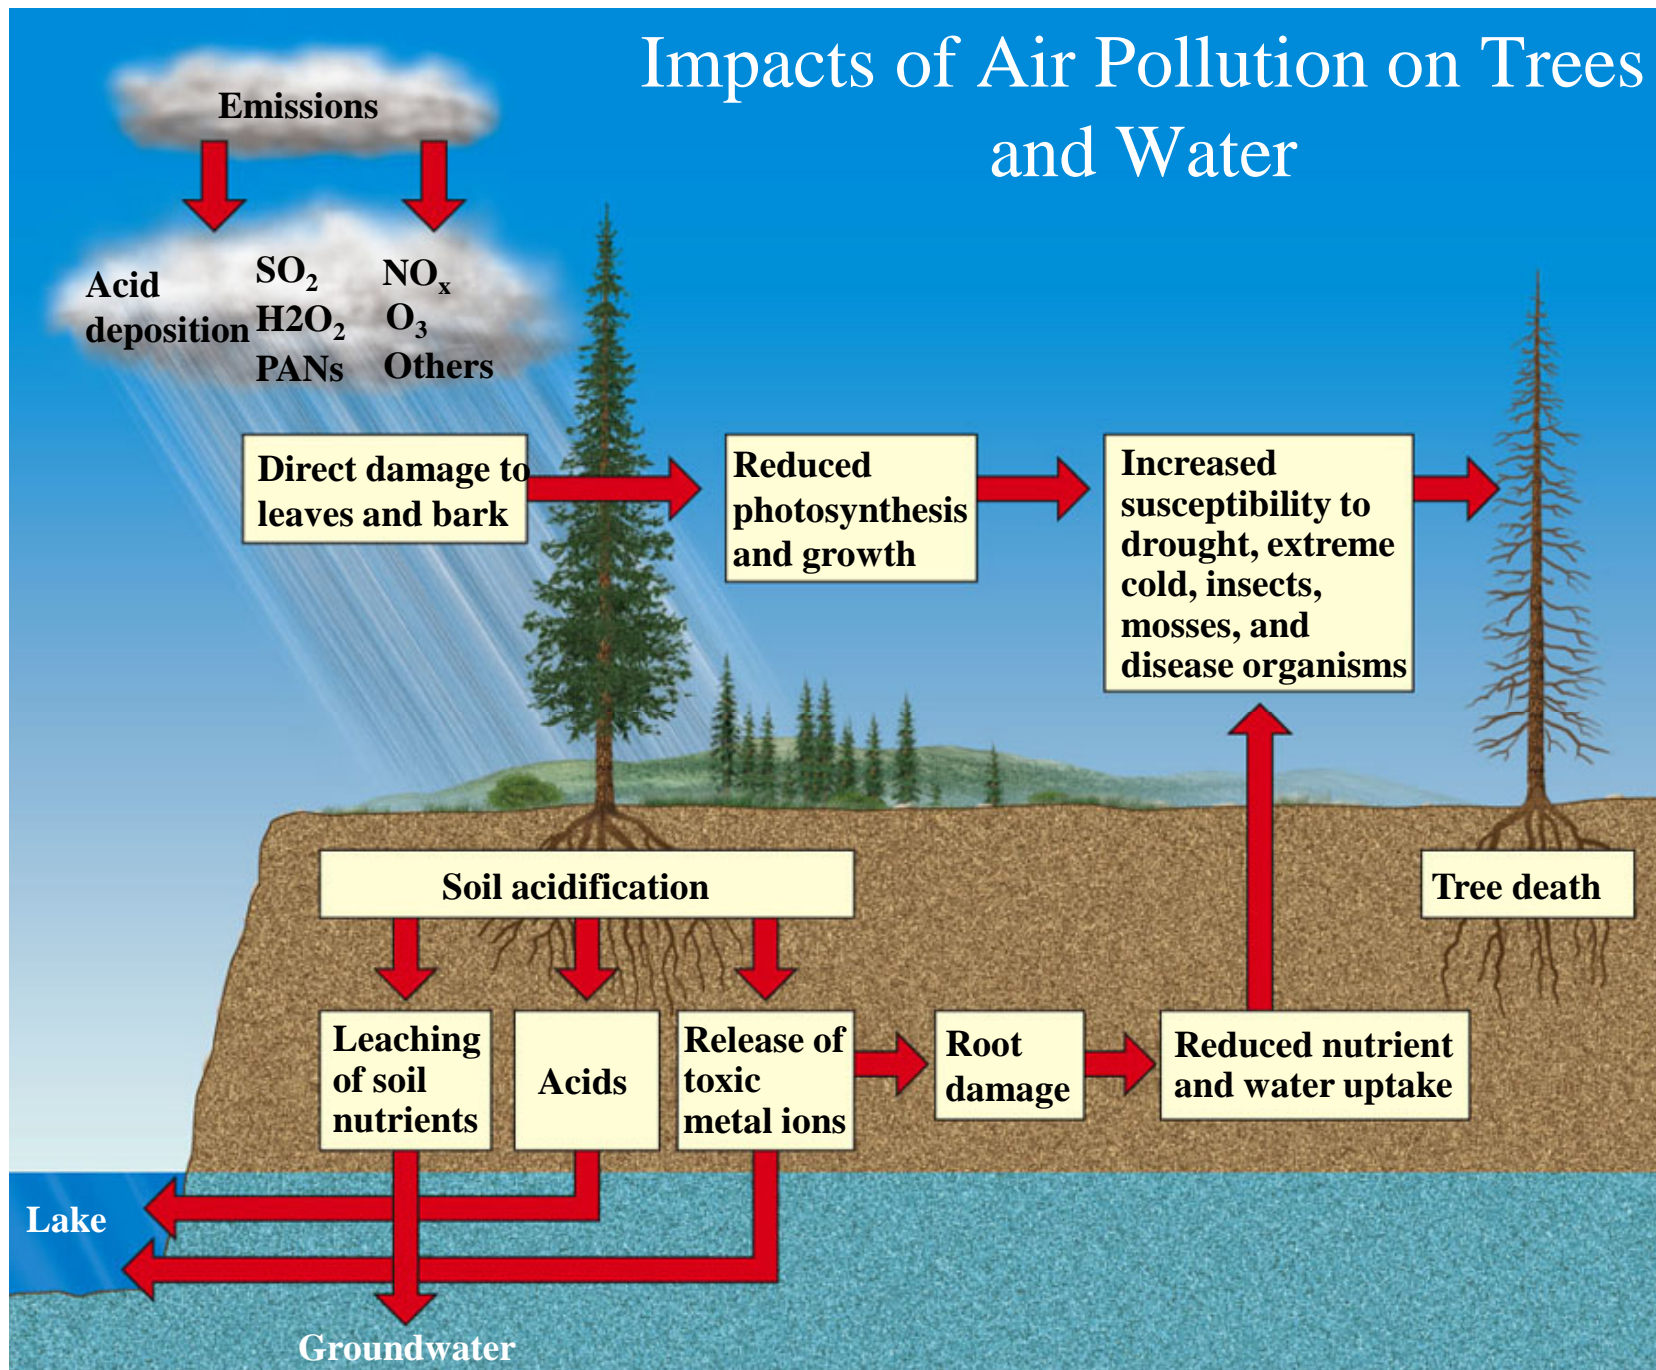 Impacts of Air Pollution on Trees
and Water
Emissions
Acid
deposition
SO₂
H2O₂
PANs
NOₓ
O₃
Others
Direct damage to
leaves and bark
Reduced
photosynthesis
and growth
Increased
susceptibility to
drought, extreme
cold, insects,
mosses, and
disease organisms
Soil acidification
Tree death
Leaching
of soil
nutrients
Acids
Release of
toxic
metal ions
Root
damage
Reduced nutrient
and water uptake
Lake
Groundwater